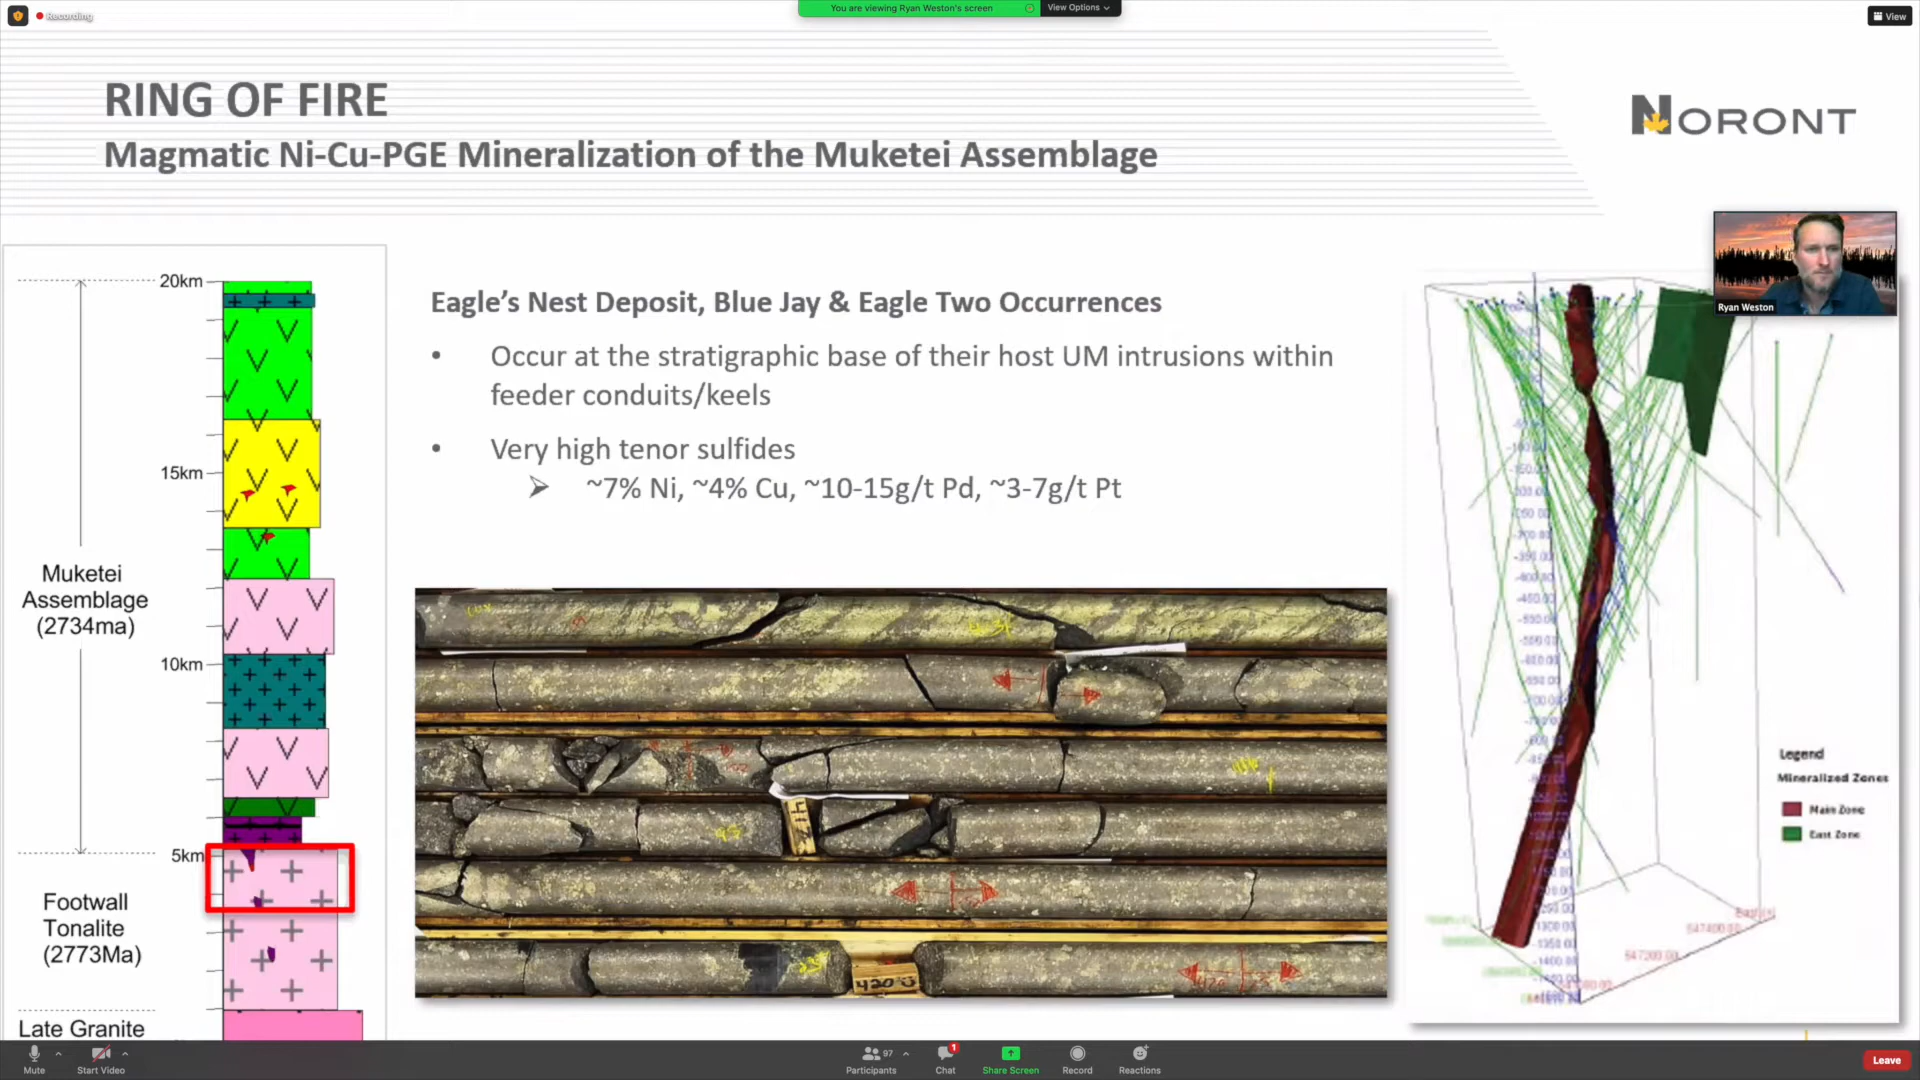 Recording
You are viewing Ryan Weston's screen
View Options
View
RING OF FIRE
Magmatic Ni-Cu-PGE Mineralization of the Muketei Assemblage
NORONT
Ryan Weston
20km
15km
10km
5km
Muketei
Assemblage
(2734ma)
Footwall
Tonalite
(2773Ma)
Late Granite
Eagle's Nest Deposit, Blue Jay & Eagle Two Occurrences
• Occur at the stratigraphic base of their host UM intrusions within
feeder conduits/keels
• Very high tenor sulfides
➢ ~7% Ni, ~4% Cu, ~10-15g/t Pd, ~3-7g/t Pt
Legend
Mineralized Zones
Main Zone
East Zone
Mute
Start Video
97
Participants
1
Chat
Share Screen
Record
Reactions
Leave